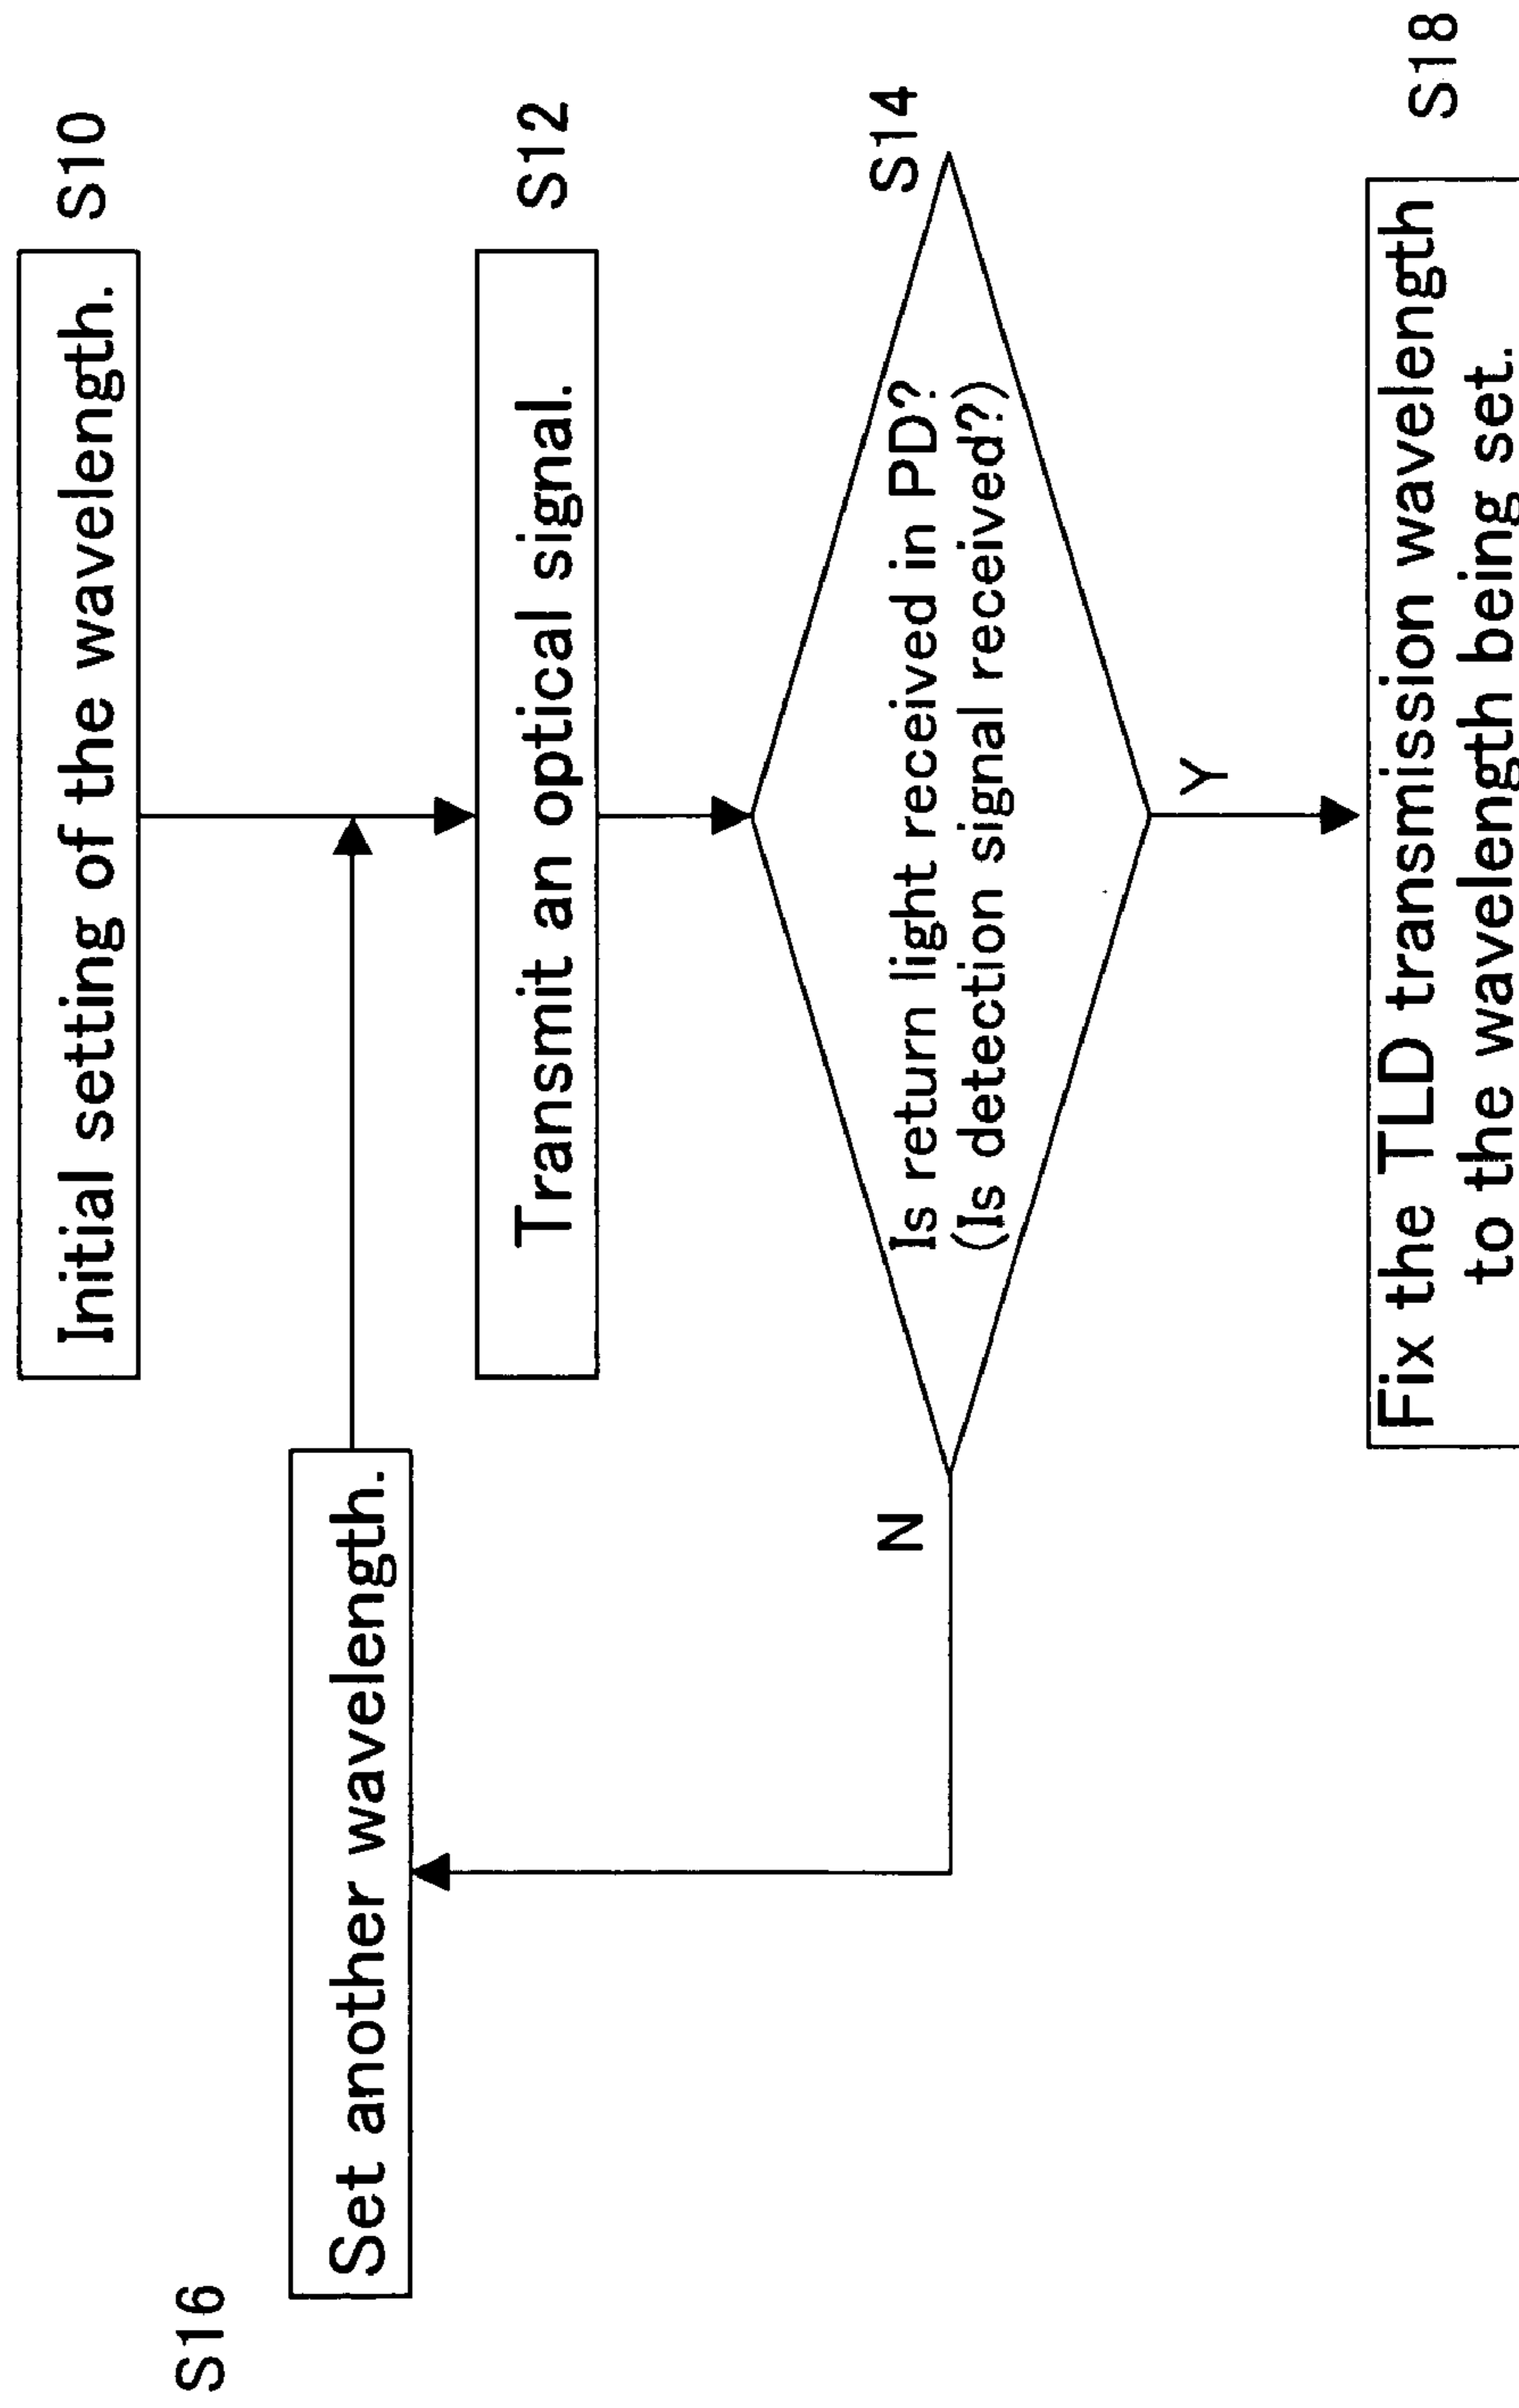 Initial setting of the wavelength.
S10
S16
Set another wavelength.
Transmit an optical signal.
S12
S14
Is return light received in PD?
(Is detection signal received?)
N
Y
S18
Fix the TLD transmission wavelength
to the wavelength being set.